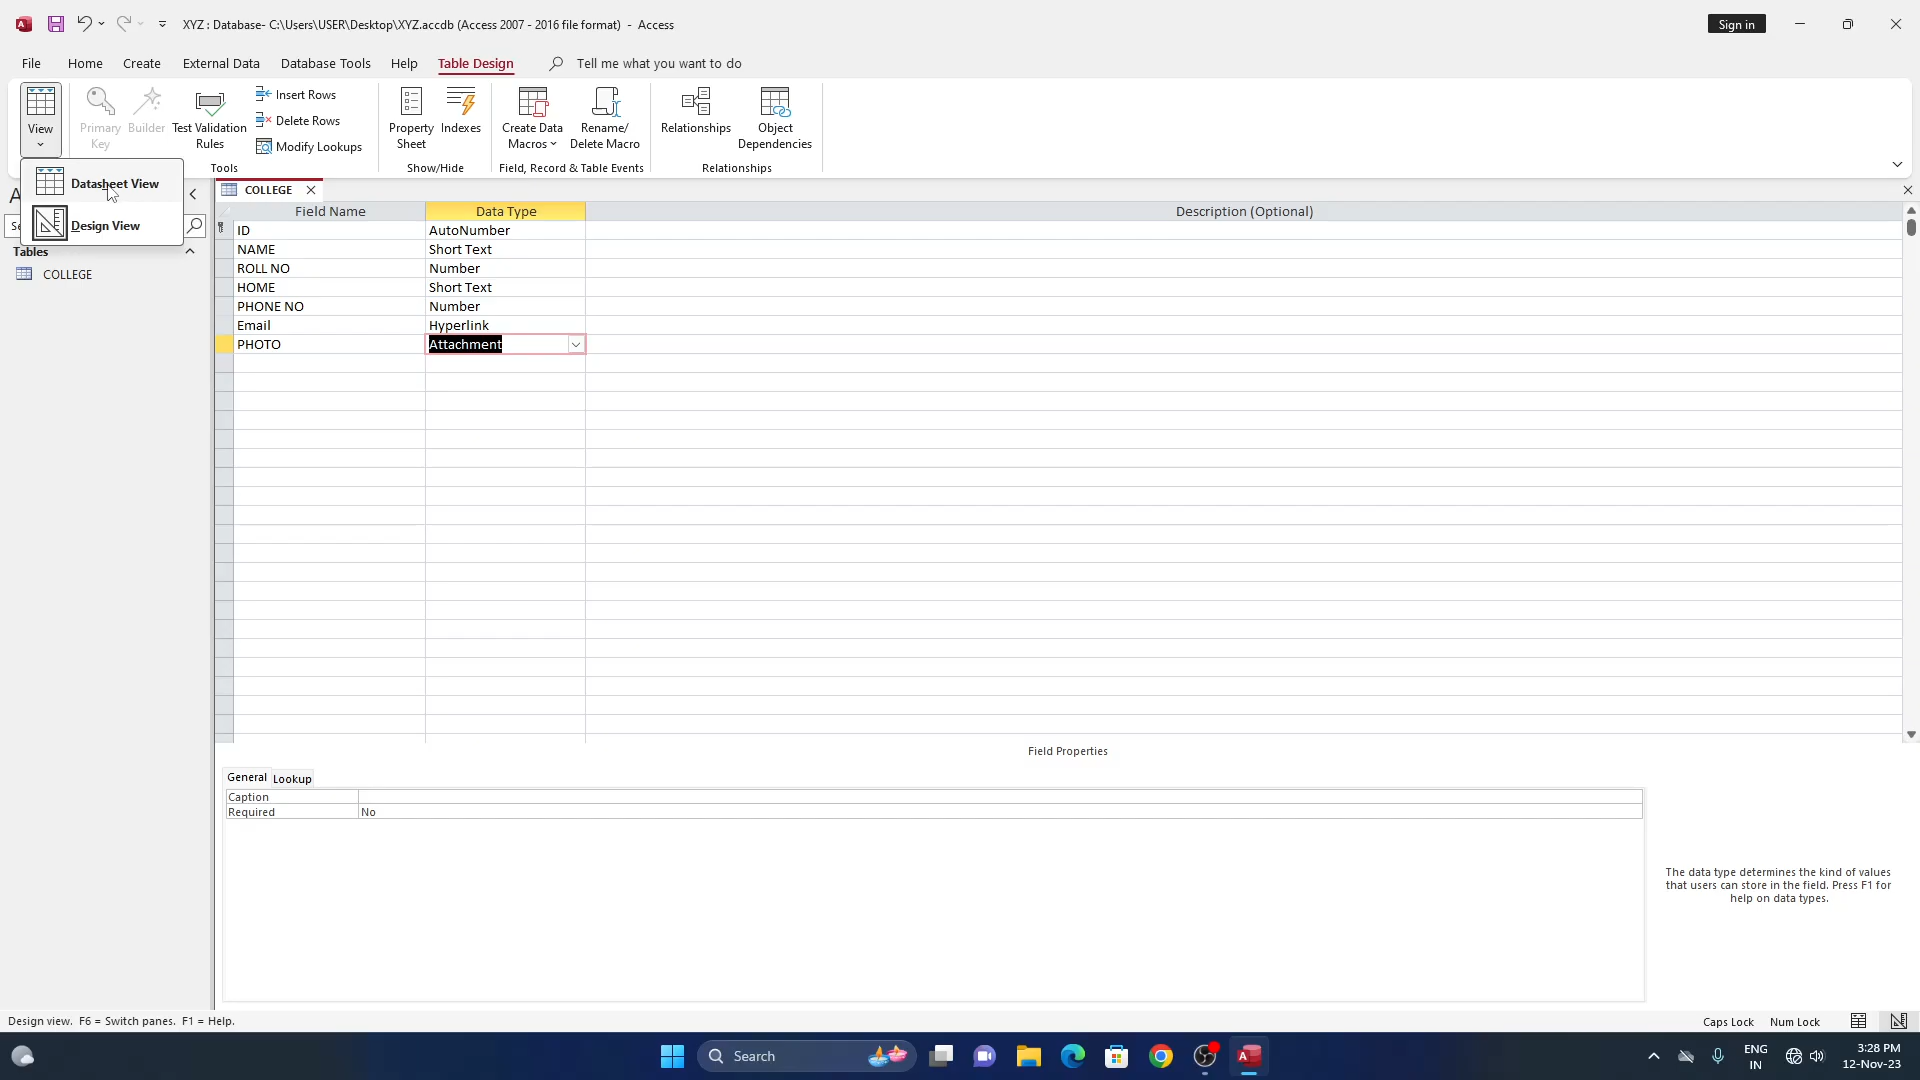 XYZ : Database- C:\Users\USER\Desktop\XYZ.accdb (Access 2007 - 2016 file format)  -  Access
Sign in
File Home Create External Data Database Tools Help Table Design Tell me what you want to do
View
Primary Key
Builder
Test Validation Rules
Insert Rows
Delete Rows
Modify Lookups
Property Sheet
Indexes
Create Data Macros
Rename/ Delete Macro
Relationships
Object Dependencies
Tools
Show/Hide
Field, Record & Table Events
Relationships
Datasheet View
Design View
Tables
COLLEGE
COLLEGE
Field Name Data Type Description (Optional)
ID AutoNumber
NAME Short Text
ROLL NO Number
HOME Short Text
PHONE NO Number
Email Hyperlink
PHOTO Attachment
Field Properties
General Lookup
Caption
Required No
The data type determines the kind of values
that users can store in the field. Press F1 for
help on data types.
Design view.  F6 = Switch panes.  F1 = Help.
Caps Lock Num Lock
Search
ENG
IN
3:28 PM
12-Nov-23